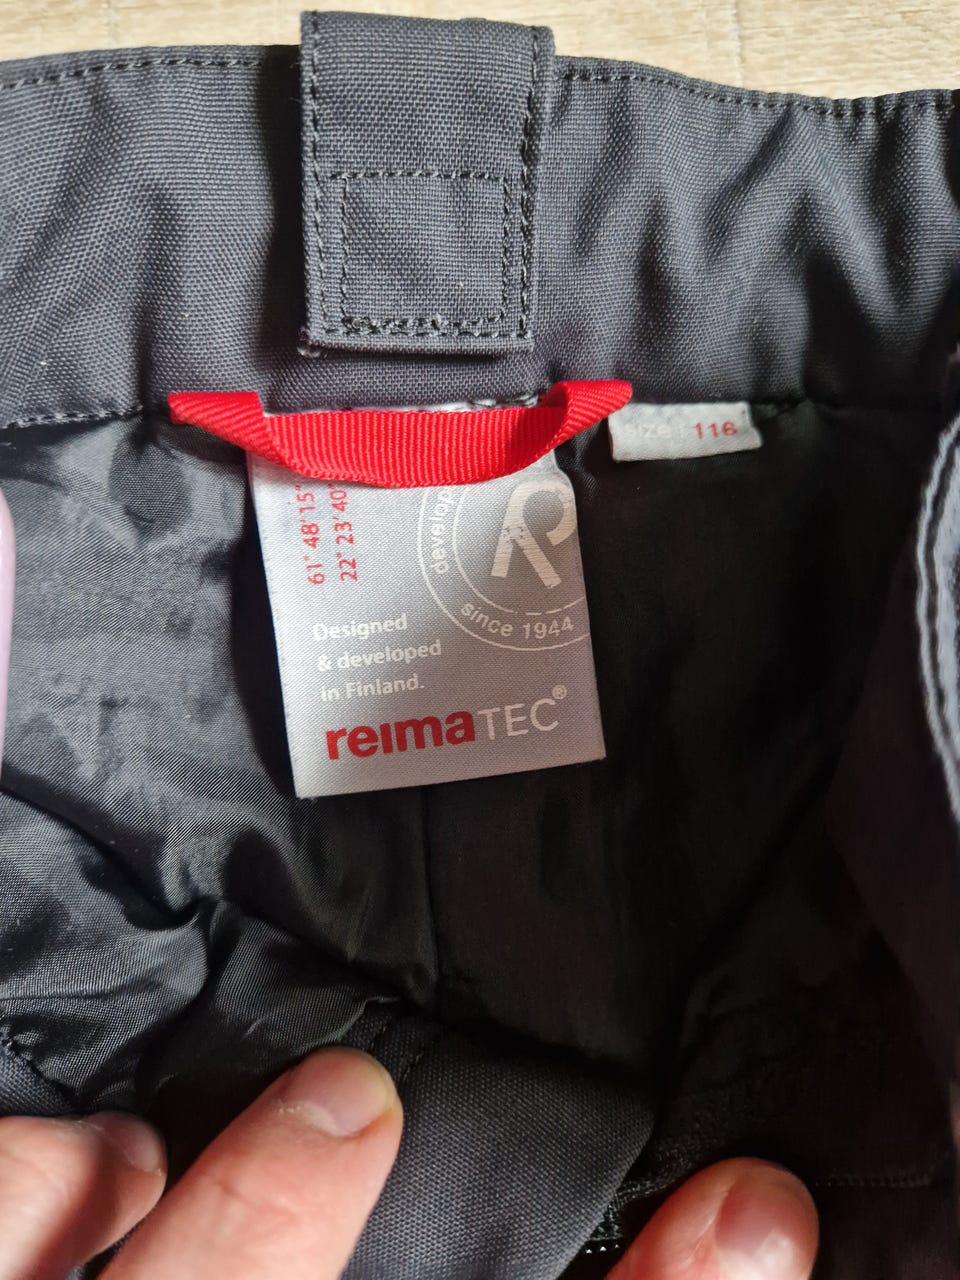 size 116
61° 48' 15"
22° 23' 40"
R
since 1944
Designed
& developed
in Finland.
reimaTEC®